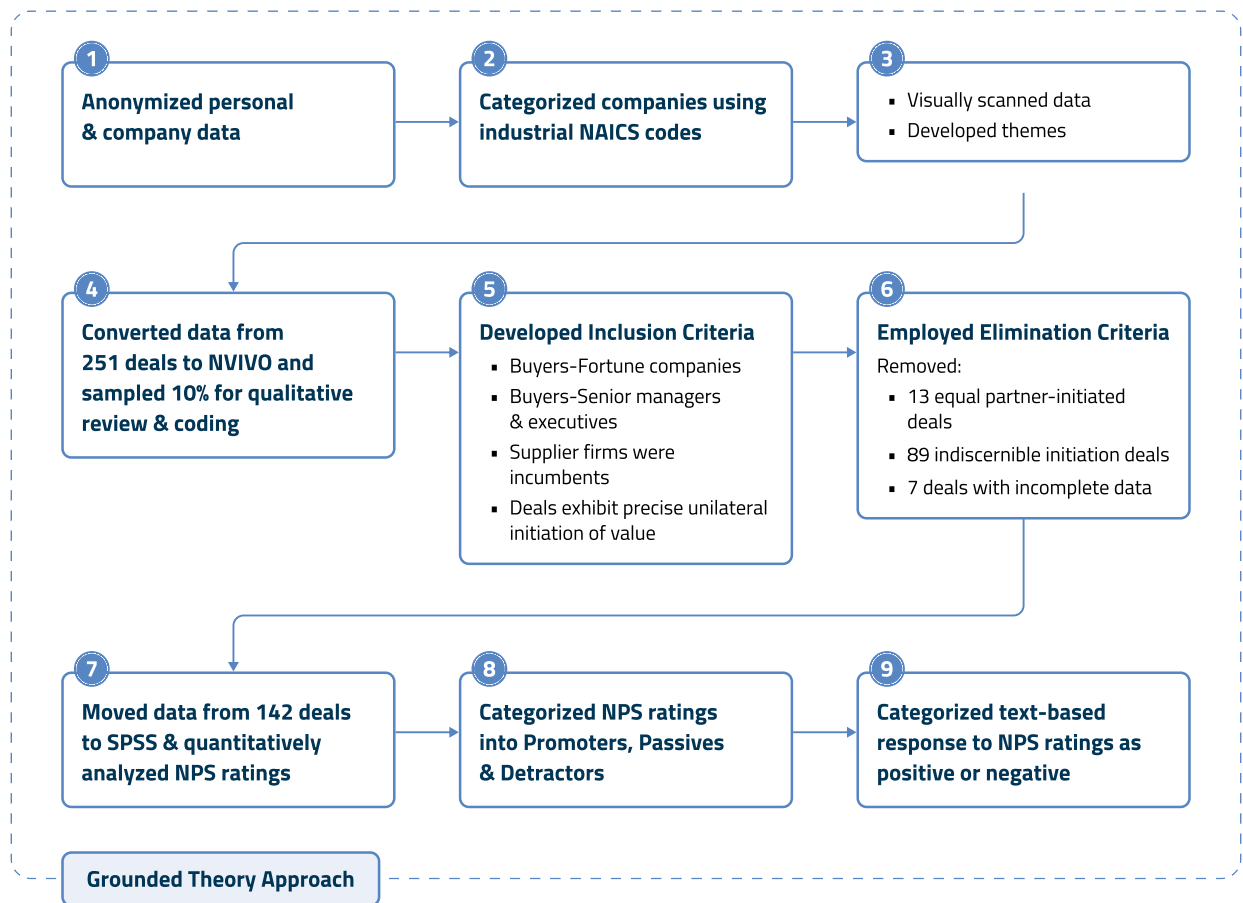 1
Anonymized personal
& company data
2
Categorized companies using
industrial NAICS codes
3
▪ Visually scanned data
▪ Developed themes
4
Converted data from
251 deals to NVIVO and
sampled 10% for qualitative
review & coding
5
Developed Inclusion Criteria
▪ Buyers-Fortune companies
▪ Buyers-Senior managers
& executives
▪ Supplier firms were
incumbents
▪ Deals exhibit precise unilateral
initiation of value
6
Employed Elimination Criteria
Removed:
▪ 13 equal partner-initiated
deals
▪ 89 indiscernible initiation deals
▪ 7 deals with incomplete data
7
Moved data from 142 deals
to SPSS & quantitatively
analyzed NPS ratings
8
Categorized NPS ratings
into Promoters, Passives
& Detractors
9
Categorized text-based
response to NPS ratings as
positive or negative
Grounded Theory Approach